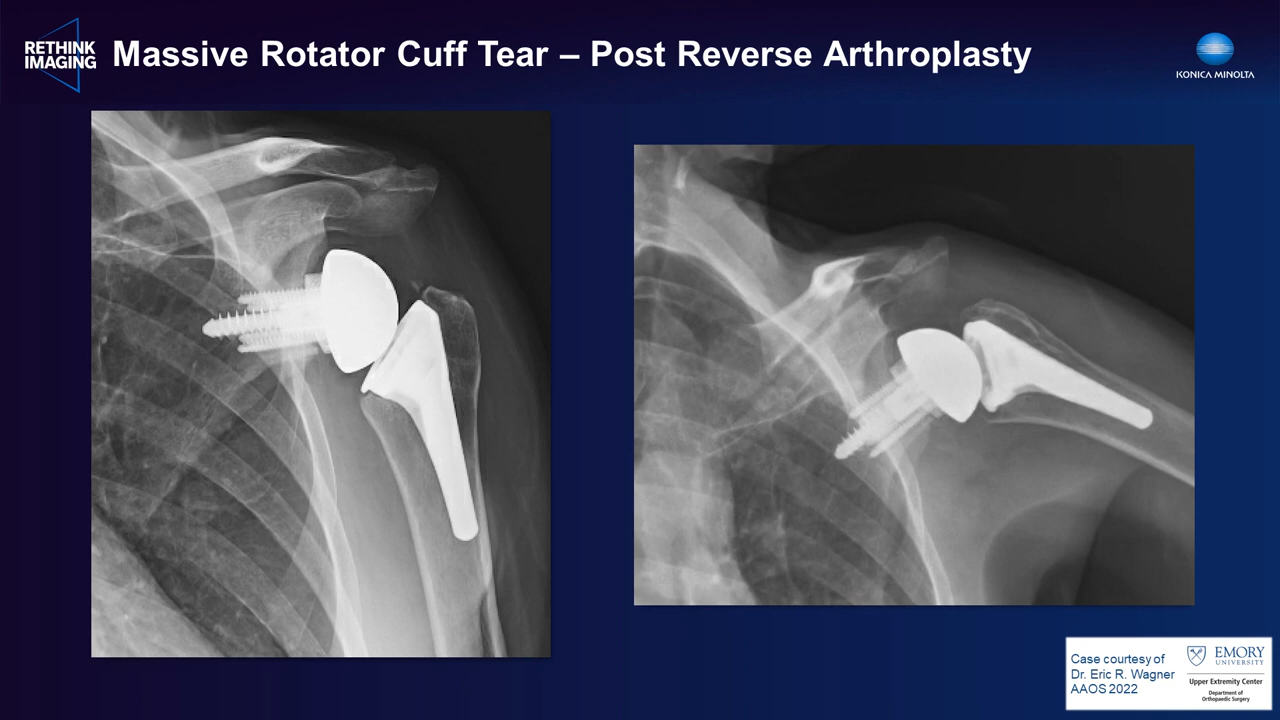 RETHINK
IMAGING
Massive Rotator Cuff Tear – Post Reverse Arthroplasty
KONICA MINOLTA
Case courtesy of
Dr. Eric R. Wagner
AAOS 2022
EMORY
UNIVERSITY
Upper Extremity Center
Department of
Orthopaedic Surgery